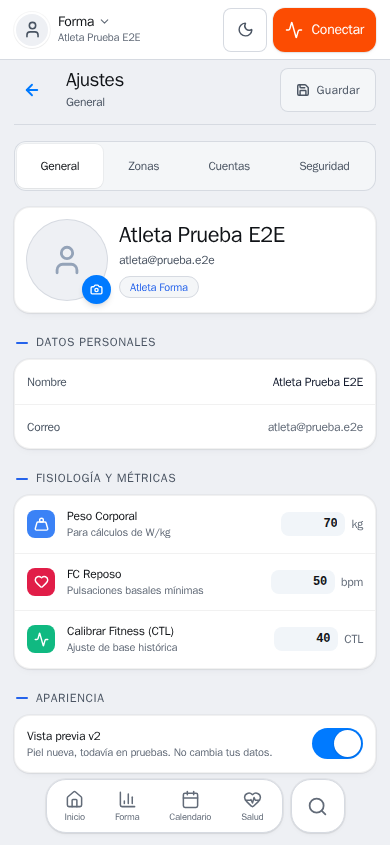 Forma
Atleta Prueba E2E
Conectar
Ajustes
General
Guardar
General
Zonas
Cuentas
Seguridad
Atleta Prueba E2E
atleta@prueba.e2e
Atleta Forma
DATOS PERSONALES
Nombre
Atleta Prueba E2E
Correo
atleta@prueba.e2e
FISIOLOGÍA Y MÉTRICAS
Peso Corporal
Para cálculos de W/kg
70 kg
FC Reposo
Pulsaciones basales mínimas
50 bpm
Calibrar Fitness (CTL)
Ajuste de base histórica
40 CTL
APARIENCIA
Vista previa v2
Piel nueva, todavía en pruebas. No cambia tus datos.
Inicio
Forma
Calendario
Salud